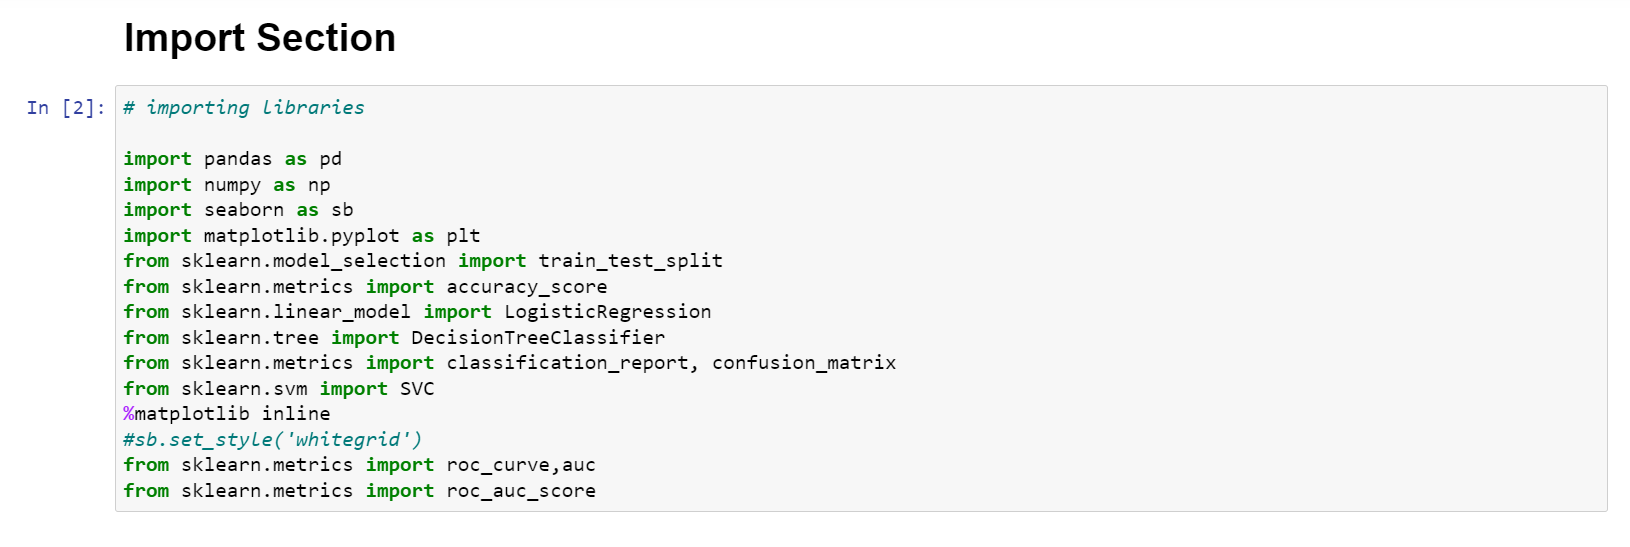 Import Section
In [2]: # importing libraries
import pandas as pd
import numpy as np
import seaborn as sb
import matplotlib.pyplot as plt
from sklearn.model_selection import train_test_split
from sklearn.metrics import accuracy_score
from sklearn.linear_model import LogisticRegression
from sklearn.tree import DecisionTreeClassifier
from sklearn.metrics import classification_report, confusion_matrix
from sklearn.svm import SVC
%matplotlib inline
#sb.set_style('whitegrid')
from sklearn.metrics import roc_curve,auc
from sklearn.metrics import roc_auc_score